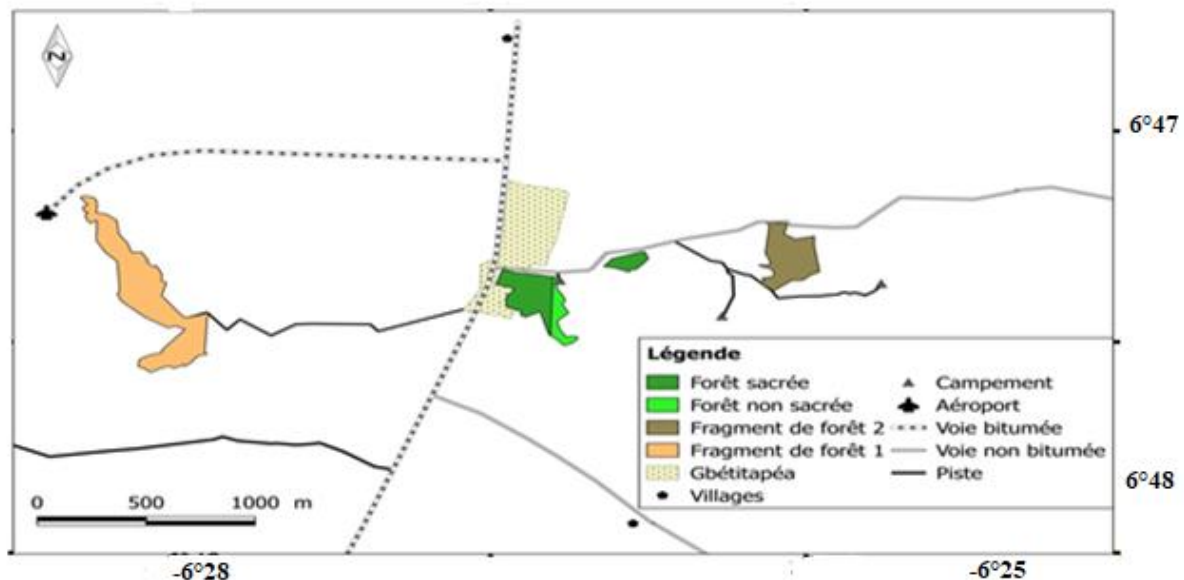 Z
6°47
Légende
Forêt sacrée
Campement
Forêt non sacrée
Aéroport
Fragment de forêt 2
Voie bitumée
Fragment de forêt 1
Voie non bitumée
Gbétitapéa
Piste
Villages
6°48
0 500 1000 m
-6°28
-6°25